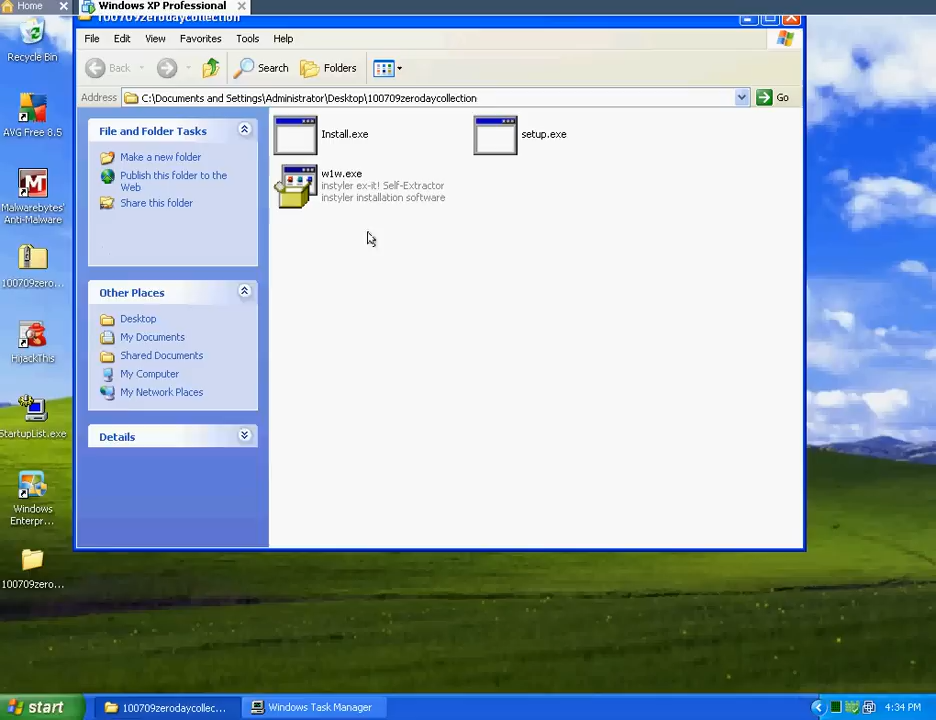 Home
Windows XP Professional
100709zerodaycollection
File Edit View Favorites Tools Help
Back Search Folders
Address C:\Documents and Settings\Administrator\Desktop\100709zerodaycollection Go
Recycle Bin
AVG Free 8.5
Malwarebytes' Anti-Malware
100709zero...
HijackThis
StartupList.exe
Windows Enterpr...
100709zero...
File and Folder Tasks
Make a new folder
Publish this folder to the Web
Share this folder
Other Places
Desktop
My Documents
Shared Documents
My Computer
My Network Places
Details
Install.exe
setup.exe
w1w.exe
instyler ex-it! Self-Extractor
instyler installation software
start
100709zerodaycollec...
Windows Task Manager
4:34 PM